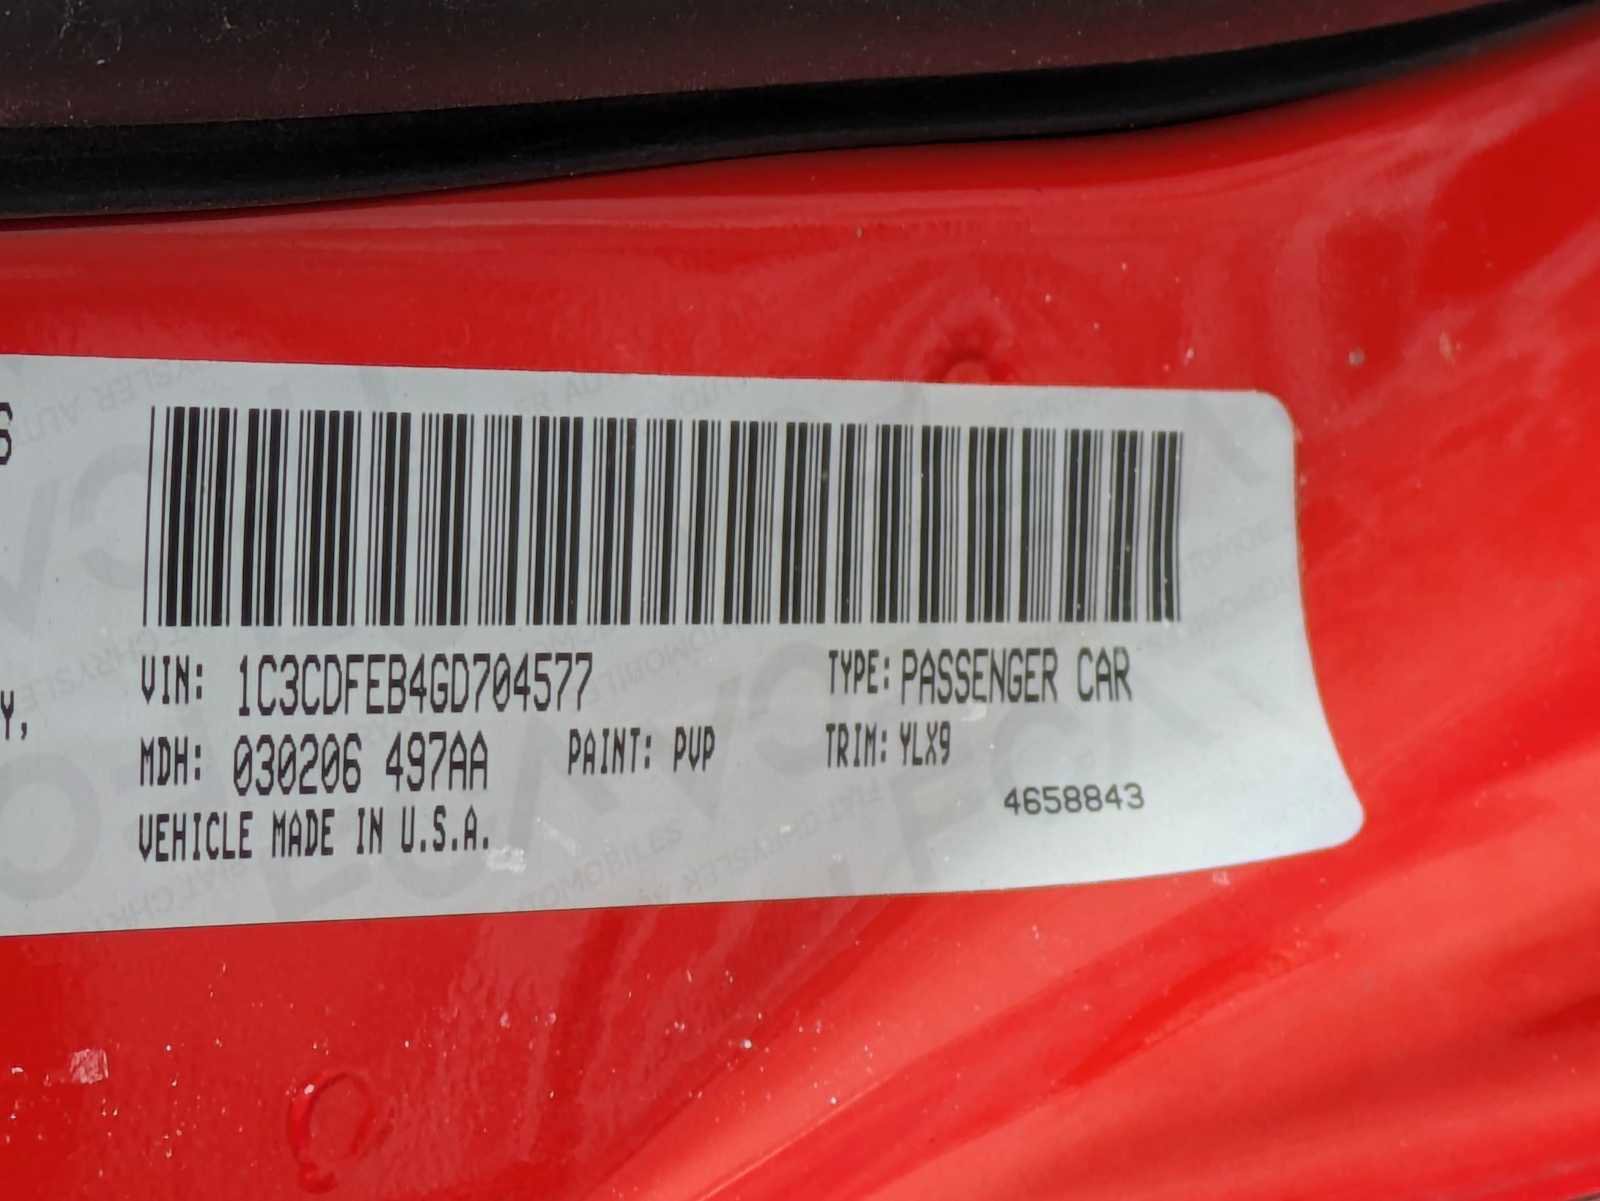 S
VIN: 1C3CDFEB4GD704577 TYPE: PASSENGER CAR
Y,
MDH: 030206 497AA PAINT: PVP TRIM: YLX9
4658843
VEHICLE MADE IN U.S.A.